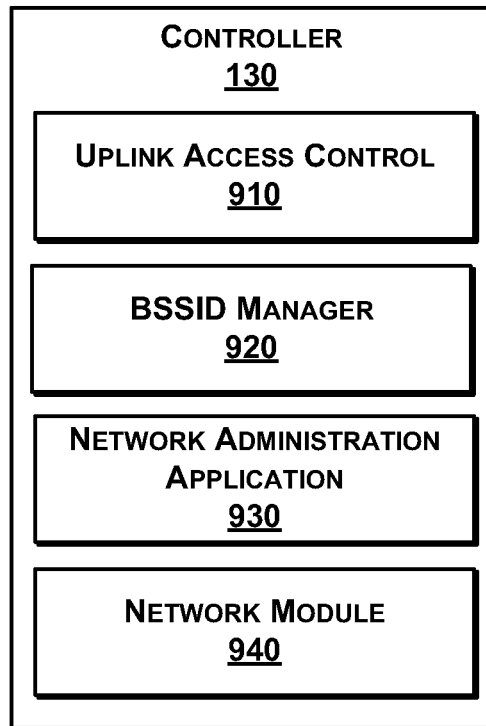 CONTROLLER
130
UPLINK ACCESS CONTROL
910
BSSID MANAGER
920
NETWORK ADMINISTRATION
APPLICATION
930
NETWORK MODULE
940